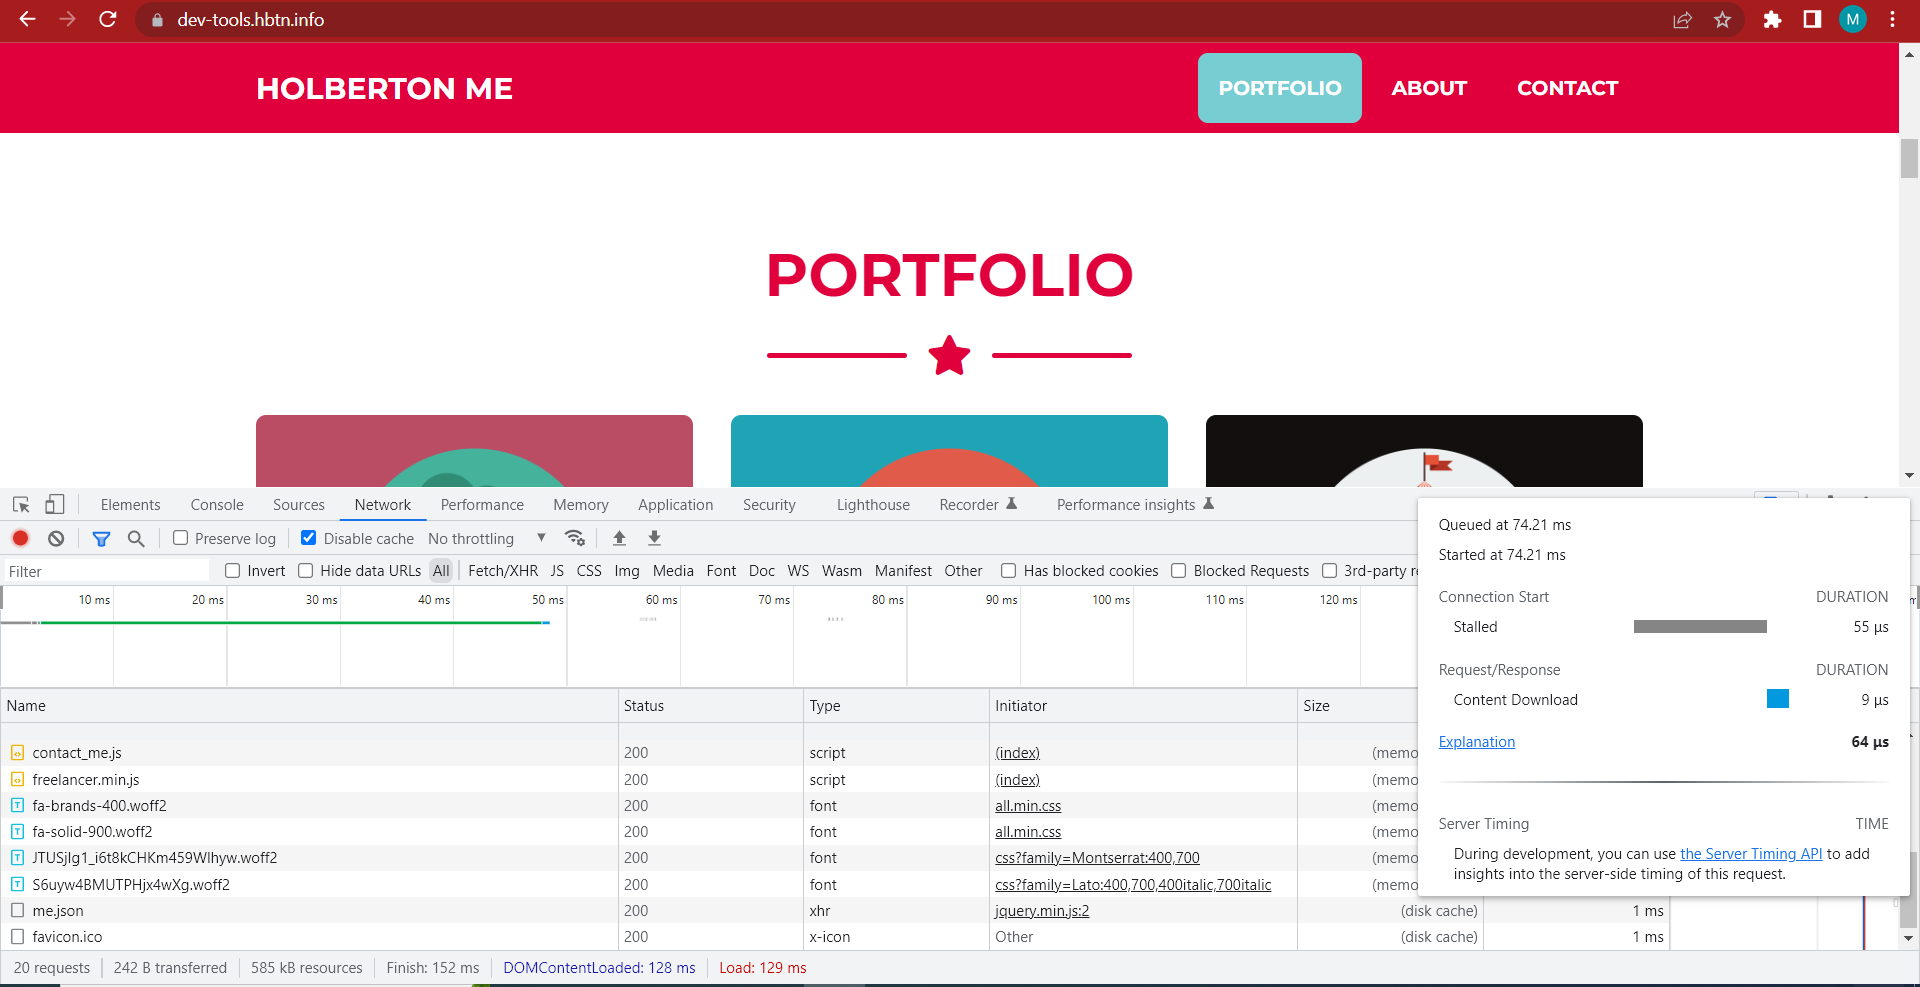 dev-tools.hbtn.info
M
HOLBERTON ME
PORTFOLIO
ABOUT
CONTACT
PORTFOLIO
Elements Console Sources Network Performance Memory Application Security Lighthouse Recorder Performance insights
Preserve log Disable cache No throttling
Filter Invert Hide data URLs All Fetch/XHR JS CSS Img Media Font Doc WS Wasm Manifest Other Has blocked cookies Blocked Requests 3rd-party
10 ms 20 ms 30 ms 40 ms 50 ms 60 ms 70 ms 80 ms 90 ms 100 ms 110 ms 120 ms
Name Status Type Initiator Size
contact_me.js 200 script (index) (memo
freelancer.min.js 200 script (index) (memo
fa-brands-400.woff2 200 font all.min.css (memo
fa-solid-900.woff2 200 font all.min.css (memo
JTUSjIg1_i6t8kCHKm459Wlhyw.woff2 200 font css?family=Montserrat:400,700 (memo
S6uyw4BMUTPHjx4wXg.woff2 200 font css?family=Lato:400,700,400italic,700italic (memo
me.json 200 xhr jquery.min.js:2 (disk cache) 1 ms
favicon.ico 200 x-icon Other (disk cache) 1 ms
20 requests 242 B transferred 585 kB resources Finish: 152 ms DOMContentLoaded: 128 ms Load: 129 ms
Queued at 74.21 ms
Started at 74.21 ms
Connection Start DURATION
Stalled 55 μs
Request/Response DURATION
Content Download 9 μs
Explanation 64 μs
Server Timing TIME
During development, you can use the Server Timing API to add
insights into the server-side timing of this request.